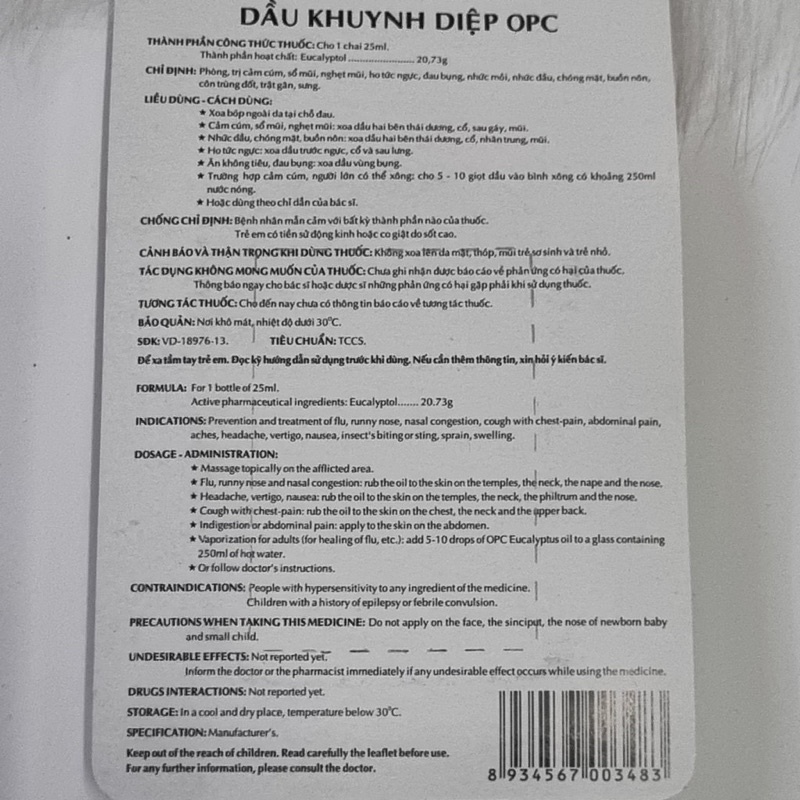 DẦU KHUYNH DIỆP OPC
THÀNH PHẦN CÔNG THỨC THUỐC: Cho 1 chai 25ml.
Thành phần hoạt chất: Eucalyptol ........................ 20,73g
CHỈ ĐỊNH: Phòng, trị cảm cúm, sổ mũi, nghẹt mũi, ho tức ngực, đau bụng, nhức mỏi, nhức đầu, chóng mặt, buồn nôn,
côn trùng đốt, trặt gân, sưng.
LIỀU DÙNG - CÁCH DÙNG:
★ Xoa bóp ngoài da tại chỗ đau.
★ Cảm cúm, sổ mũi, nghẹt mũi: xoa dầu hai bên thái dương, cổ, sau gáy, mũi.
★ Nhức đầu, chóng mặt, buồn nôn: xoa dầu hai bên thái dương, cổ, nhân trung, mũi.
★ Ho tức ngực: xoa dầu trước ngực, cổ và sau lưng.
★ Ăn không tiêu, đau bụng: xoa dầu vùng bụng.
★ Trường hợp cảm cúm, người lớn có thể xông: cho 5 - 10 giọt dầu vào bình xông có khoảng 250ml
nước nóng.
★ Hoặc dùng theo chỉ dẫn của bác sĩ.
CHỐNG CHỈ ĐỊNH: Bệnh nhân mẫn cảm với bất kỳ thành phần nào của thuốc.
Trẻ em có tiền sử động kinh hoặc co giật do sốt cao.
CẢNH BÁO VÀ THẬN TRỌNG KHI DÙNG THUỐC: Không xoa lên da mặt, thóp, mũi trẻ sơ sinh và trẻ nhỏ.
TÁC DỤNG KHÔNG MONG MUỐN CỦA THUỐC: Chưa ghi nhận được báo cáo về phản ứng có hại của thuốc.
Thông báo ngay cho bác sĩ hoặc dược sĩ những phản ứng có hại gặp phải khi sử dụng thuốc.
TƯƠNG TÁC THUỐC: Cho đến nay chưa có thông tin báo cáo về tương tác thuốc.
BẢO QUẢN: Nơi khô mát, nhiệt độ dưới 30°C.
SĐK: VD-18976-13. TIÊU CHUẨN: TCCS.
Để xa tầm tay trẻ em. Đọc kỹ hướng dẫn sử dụng trước khi dùng. Nếu cần thêm thông tin, xin hỏi ý kiến bác sĩ.
FORMULA: For 1 bottle of 25ml.
Active pharmaceutical ingredients: Eucalyptol....... 20.73g
INDICATIONS: Prevention and treatment of flu, runny nose, nasal congestion, cough with chest-pain, abdominal pain,
aches, headache, vertigo, nausea, insect's biting or sting, sprain, swelling.
DOSAGE - ADMINISTRATION:
★ Massage topically on the afflicted area.
★ Flu, runny nose and nasal congestion: rub the oil to the skin on the temples, the neck, the nape and the nose.
★ Headache, vertigo, nausea: rub the oil to the skin on the temples, the neck, the philtrum and the nose.
★ Cough with chest-pain: rub the oil to the skin on the chest, the neck and the upper back.
★ Indigestion or abdominal pain: apply to the skin on the abdomen.
★ Vaporization for adults (for healing of flu, etc.): add 5-10 drops of OPC Eucalyptus oil to a glass containing
250ml of hot water.
★ Or follow doctor's instructions.
CONTRAINDICATIONS: People with hypersensitivity to any ingredient of the medicine.
Children with a history of epilepsy or febrile convulsion.
PRECAUTIONS WHEN TAKING THIS MEDICINE: Do not apply on the face, the sinciput, the nose of newborn baby
and small child.
UNDESIRABLE EFFECTS: Not reported yet.
Inform the doctor or the pharmacist immediately if any undesirable effect occurs while using the medicine.
DRUGS INTERACTIONS: Not reported yet.
STORAGE: In a cool and dry place, temperature below 30°C.
SPECIFICATION: Manufacturer's.
Keep out of the reach of children. Read carefully the leaflet before use.
For any further information, please consult the doctor.
8 934567 003483